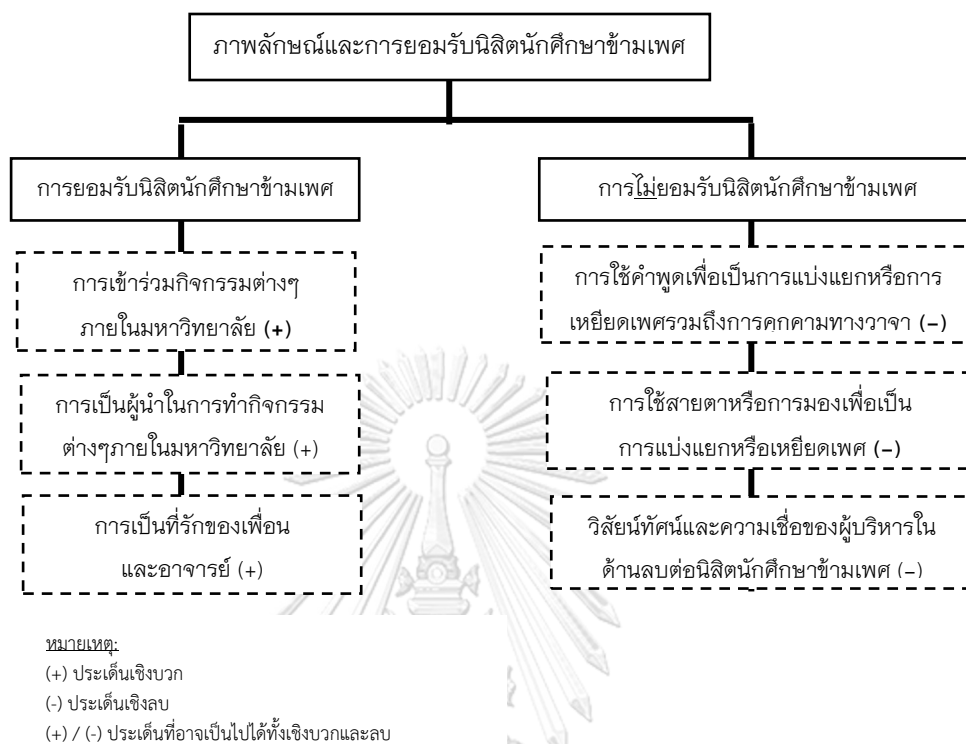 ภาพลักษณ์และการยอมรับนิสิตนักศึกษาข้ามเพศ
การยอมรับนิสิตนักศึกษาข้ามเพศ
การเข้าร่วมกิจกรรมต่างๆ
ภายในมหาวิทยาลัย (+)
การเป็นผู้นำในการทำกิจกรรม
ต่างๆภายในมหาวิทยาลัย (+)
การเป็นที่รักของเพื่อน
และอาจารย์ (+)
การไม่ยอมรับนิสิตนักศึกษาข้ามเพศ
การใช้คำพูดเพื่อเป็นการแบ่งแยกหรือการ
เหยียดเพศรวมถึงการคุกคามทางวาจา (–)
การใช้สายตาหรือการมองเพื่อเป็น
การแบ่งแยกหรือเหยียดเพศ (–)
วิสัยน์ทัศน์และความเชื่อของผู้บริหารใน
ด้านลบต่อนิสิตนักศึกษาข้ามเพศ (–)
หมายเหตุ:
(+) ประเด็นเชิงบวก
(-) ประเด็นเชิงลบ
(+) / (-) ประเด็นที่อาจเป็นไปได้ทั้งเชิงบวกและลบ